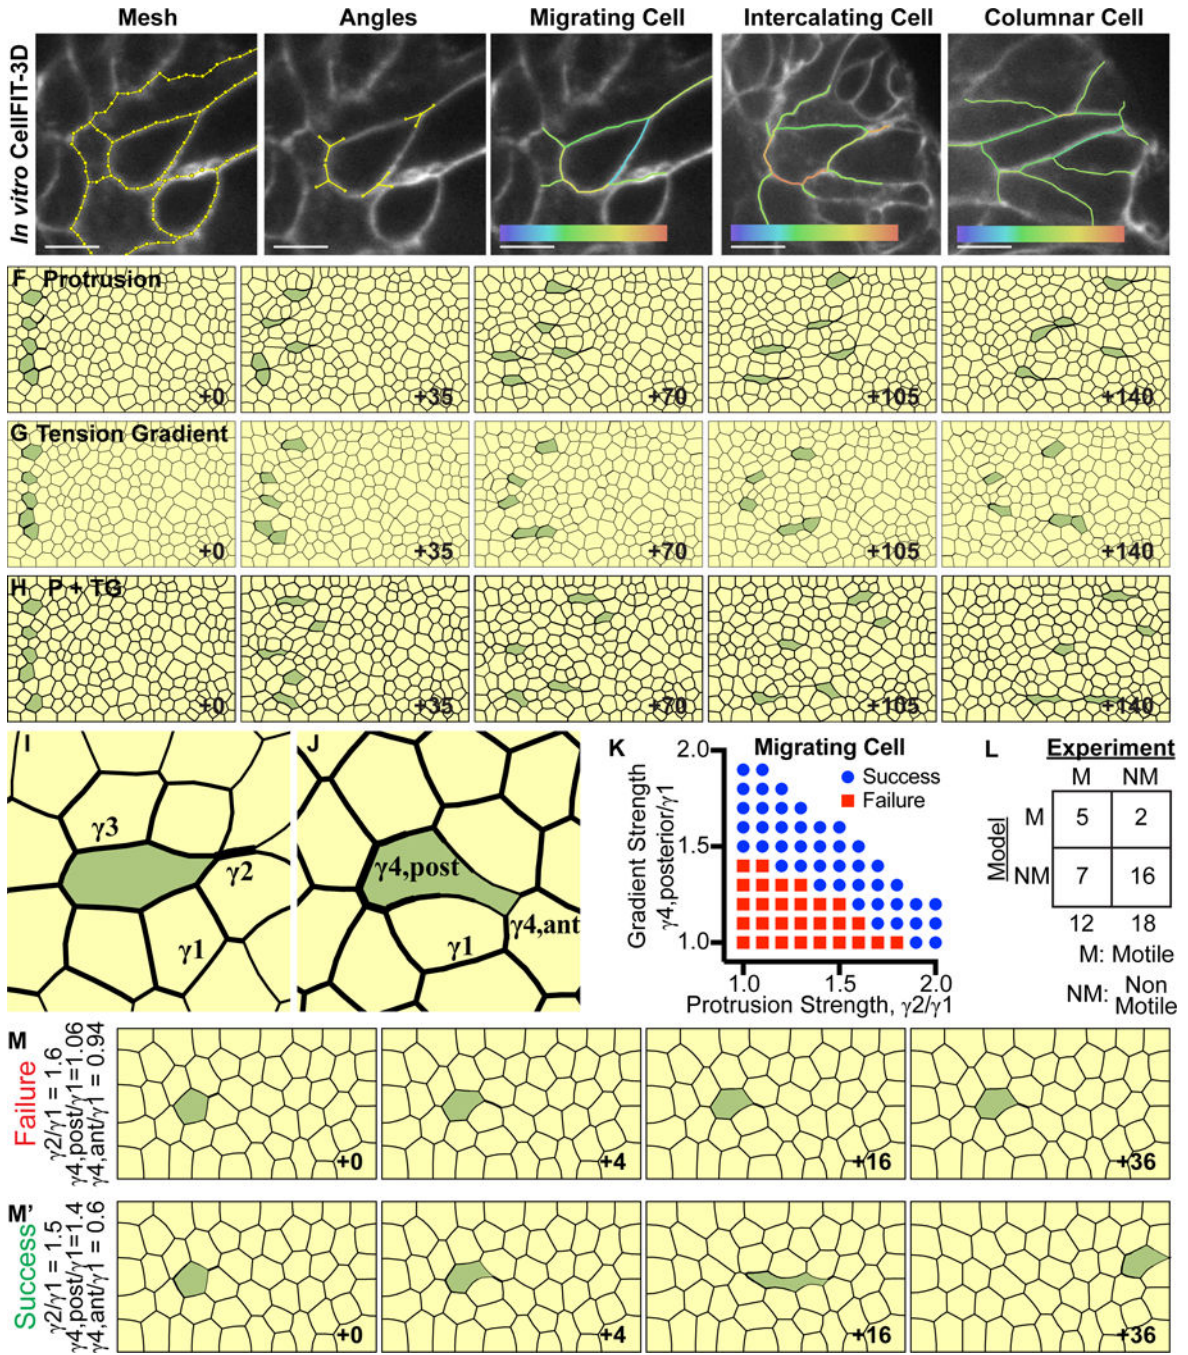 Mesh Angles Migrating Cell Intercalating Cell Columnar Cell
In vitro CellFIT-3D
F Protrusion
+0 +35 +70 +105 +140
G Tension Gradient
+0 +35 +70 +105 +140
H P + TG
+0 +35 +70 +105 +140
I
γ3
γ2
γ1
J
γ4,post
γ4,ant
γ1
K
Migrating Cell
Success
Failure
Gradient Strength
γ4,posterior/γ1
2.0
1.5
1.0
1.0 1.5 2.0
Protrusion Strength, γ2/γ1
L
Experiment
M NM
Model
M 5 2
NM 7 16
12 18
M: Motile
NM: Non
Motile
M
Failure
γ2/γ1 = 1.6
γ4,post/γ1=1.06
γ4,ant/γ1 = 0.94
+0 +4 +16 +36
M'
Success
γ2/γ1 = 1.5
γ4,post/γ1=1.4
γ4,ant/γ1 = 0.6
+0 +4 +16 +36